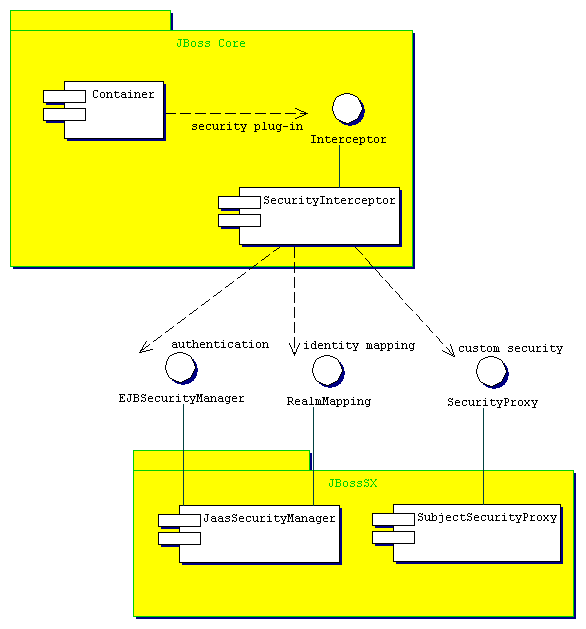 JBoss Core
Container
security plug-in
Interceptor
SecurityInterceptor
authentication
identity mapping
custom security
EJBSecurityManager
RealmMapping
SecurityProxy
JBossSX
JaasSecurityManager
SubjectSecurityProxy